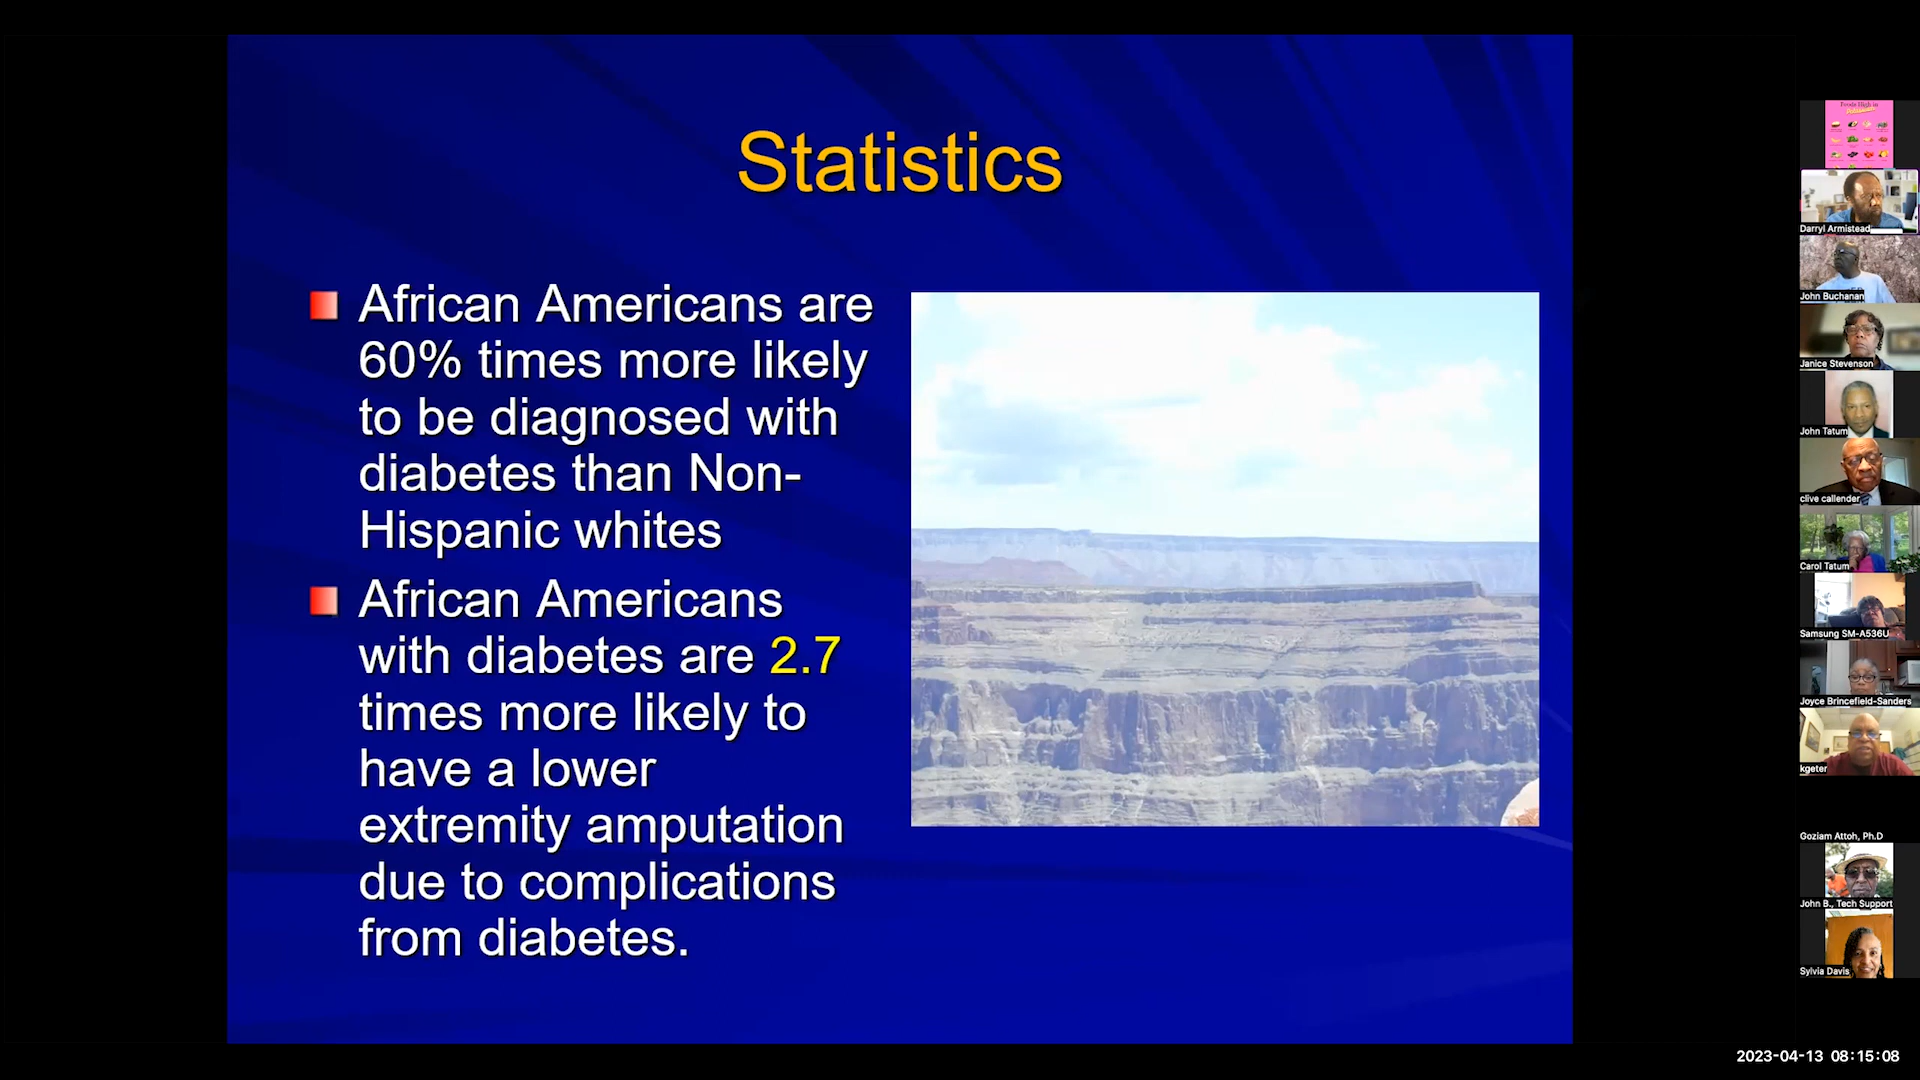 Statistics
African Americans are
60% times more likely
to be diagnosed with
diabetes than Non-
Hispanic whites
African Americans
with diabetes are 2.7
times more likely to
have a lower
extremity amputation
due to complications
from diabetes.
Foods High in
Darryl Armistead
John Buchanan
Janice Stevenson
John Tatum
clive callender
Carol Tatum
Samsung SM-A536U
Joyce Brincefield-Sanders
kgeter
Goziam Attoh, Ph.D
John B., Tech Support
Sylvia Davis
2023-04-13 08:15:08